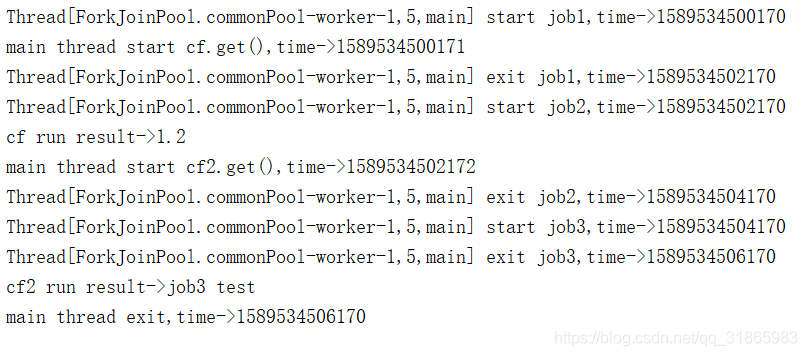 Thread[ForkJoinPool.commonPool-worker-1,5,main] start job1,time->1589534500170
main thread start cf.get(),time->1589534500171
Thread[ForkJoinPool.commonPool-worker-1,5,main] exit job1,time->1589534502170
Thread[ForkJoinPool.commonPool-worker-1,5,main] start job2,time->1589534502170
cf run result->1.2
main thread start cf2.get(),time->1589534502172
Thread[ForkJoinPool.commonPool-worker-1,5,main] exit job2,time->1589534504170
Thread[ForkJoinPool.commonPool-worker-1,5,main] start job3,time->1589534504170
Thread[ForkJoinPool.commonPool-worker-1,5,main] exit job3,time->1589534506170
cf2 run result->job3 test
main thread exit,time->1589534506170
https://blog.csdn.net/qq_31865983